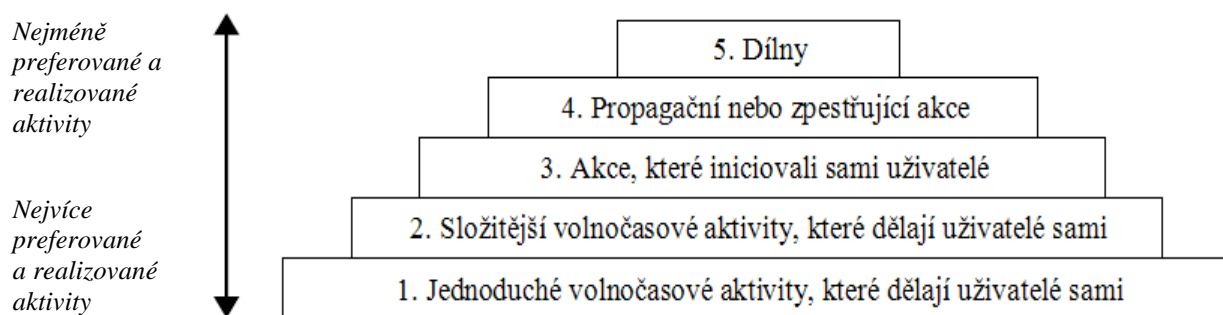 Nejméně
preferované a
realizované
aktivity
Nejvíce
preferované
a realizované
aktivity
5. Dílny
4. Propagační nebo zpestřující akce
3. Akce, které iniciovali sami uživatelé
2. Složitější volnočasové aktivity, které dělají uživatelé sami
1. Jednoduché volnočasové aktivity, které dělají uživatelé sami